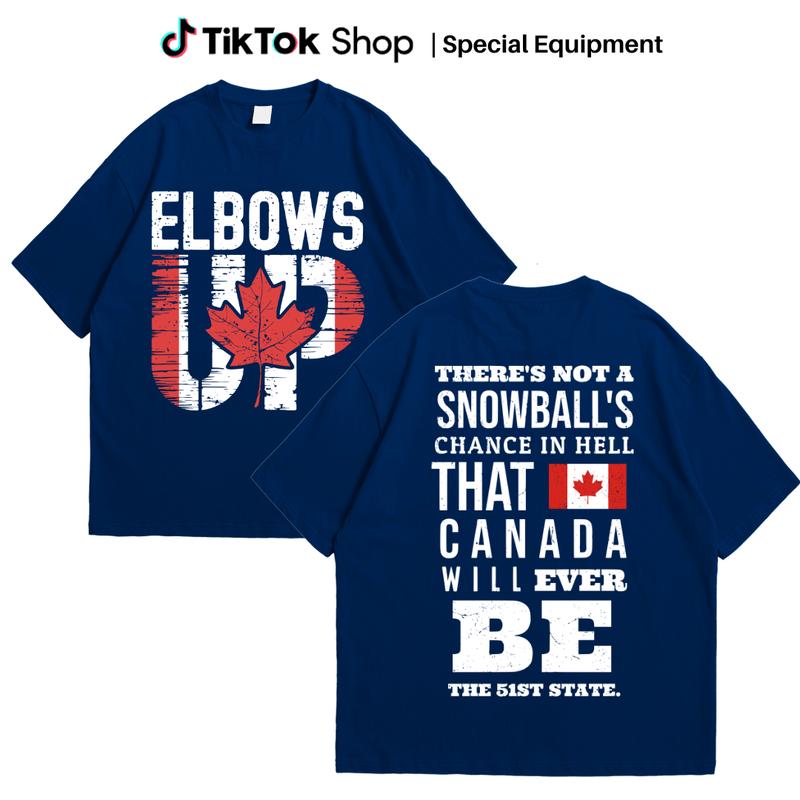 TikTok Shop | Special Equipment
ELBOWS
UP
THERE'S NOT A
SNOWBALL'S
CHANCE IN HELL
THAT
CANADA
WILL EVER
BE
THE 51ST STATE.